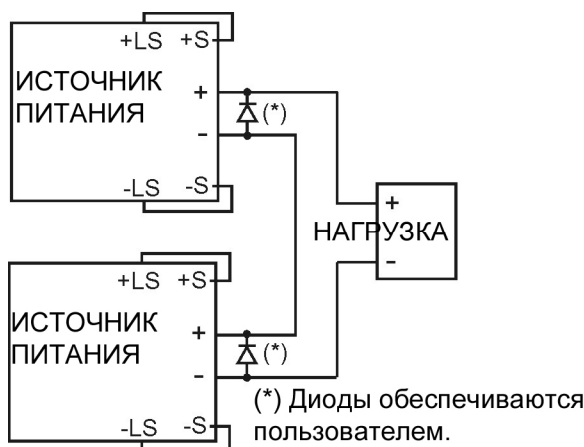 +LS +S
ИСТОЧНИК
ПИТАНИЯ
+
(*)
-
-LS -S
+
НАГРУЗКА
-
+LS +S
ИСТОЧНИК
ПИТАНИЯ
+
(*)
-
-LS -S
(*) Диоды обеспечиваются
пользователем.